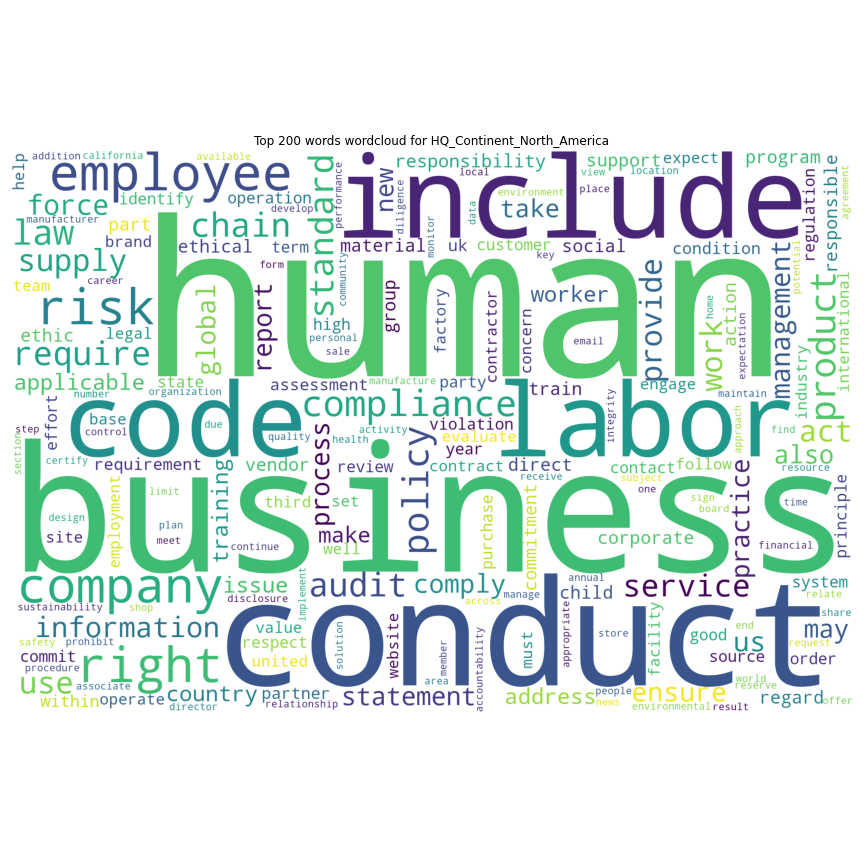 Top 200 words wordcloud for HQ_Continent_North_America
help
addition
california
available
employee
include
responsibility
support
expect
program
force
identify
operation
develop
standard
performance
new
diligence
local
environment
view
place
location
regulation
responsible
agreement
law
manufacturer
part
chain
take
data
brand
ethical
term
material
monitor
uk
customer
social
condition
potential
supply
human
community
key
team
career
risk
form
global
report
group
factory
contractor
concern
worker
provide
home
work
action
expectation
management
product
international
ethic
legal
high
personal
sale
email
industry
require
applicable
state
assessment
manufacture
party
train
engage
maintain
number
organization
code
compliance
labor
step
effort
base
control
due
quality
health
activity
violation
evaluate
year
integrity
approach
find
act
also
section
certify
requirement
vendor
process
review
policy
contract
direct
receive
contact
follow
subject
resource
training
business
employment
limit
third
set
purchase
commitment
one
sign
board
practice
time
principle
design
plan
site
meet
continue
make
well
corporate
financial
company
issue
disclosure
implement
audit
comply
annual
manage
child
service
system
relate
sustainability
shop
across
conduct
appropriate
share
information
value
safety
prohibit
respect
solution
website
member
accountability
must
store
facility
good
us
end
request
may
commit
procedure
right
united
area
source
order
use
associate
country
partner
statement
address
people
ensure
world
reserve
regard
offer
within
operate
director
relationship
news
environmental
result